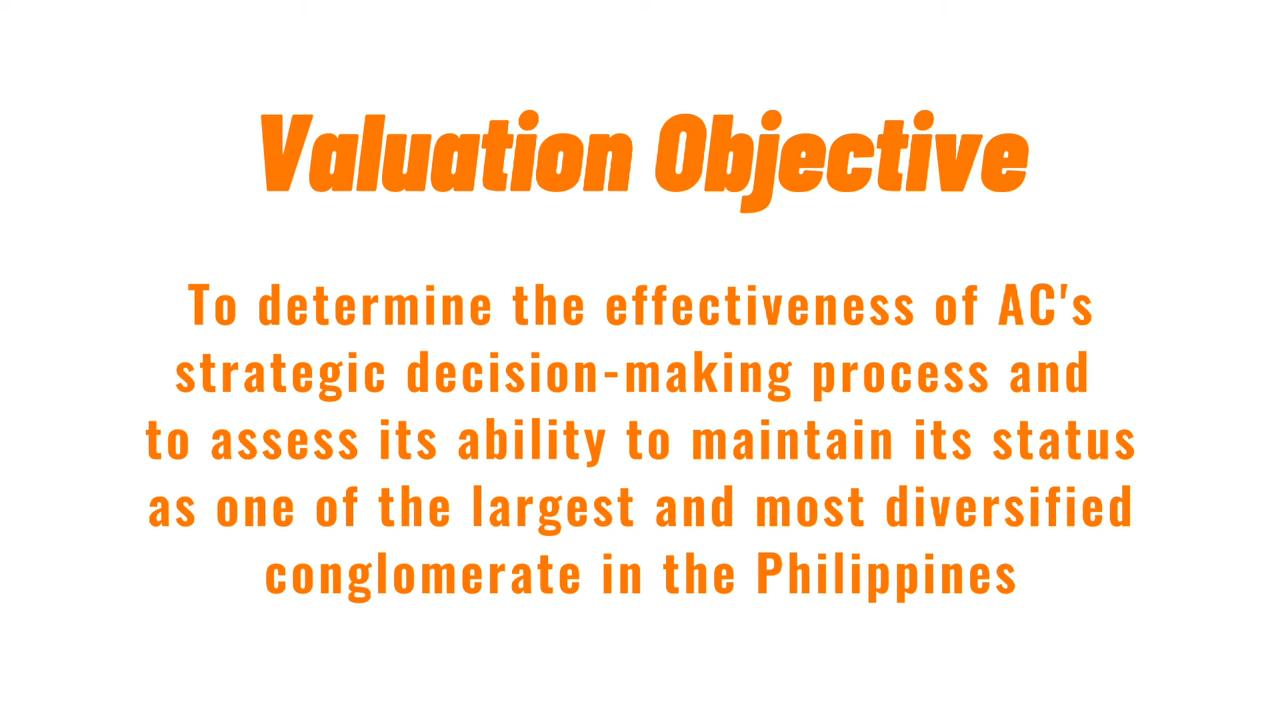 Valuation Objective
To determine the effectiveness of AC's
strategic decision-making process and
to assess its ability to maintain its status
as one of the largest and most diversified
conglomerate in the Philippines